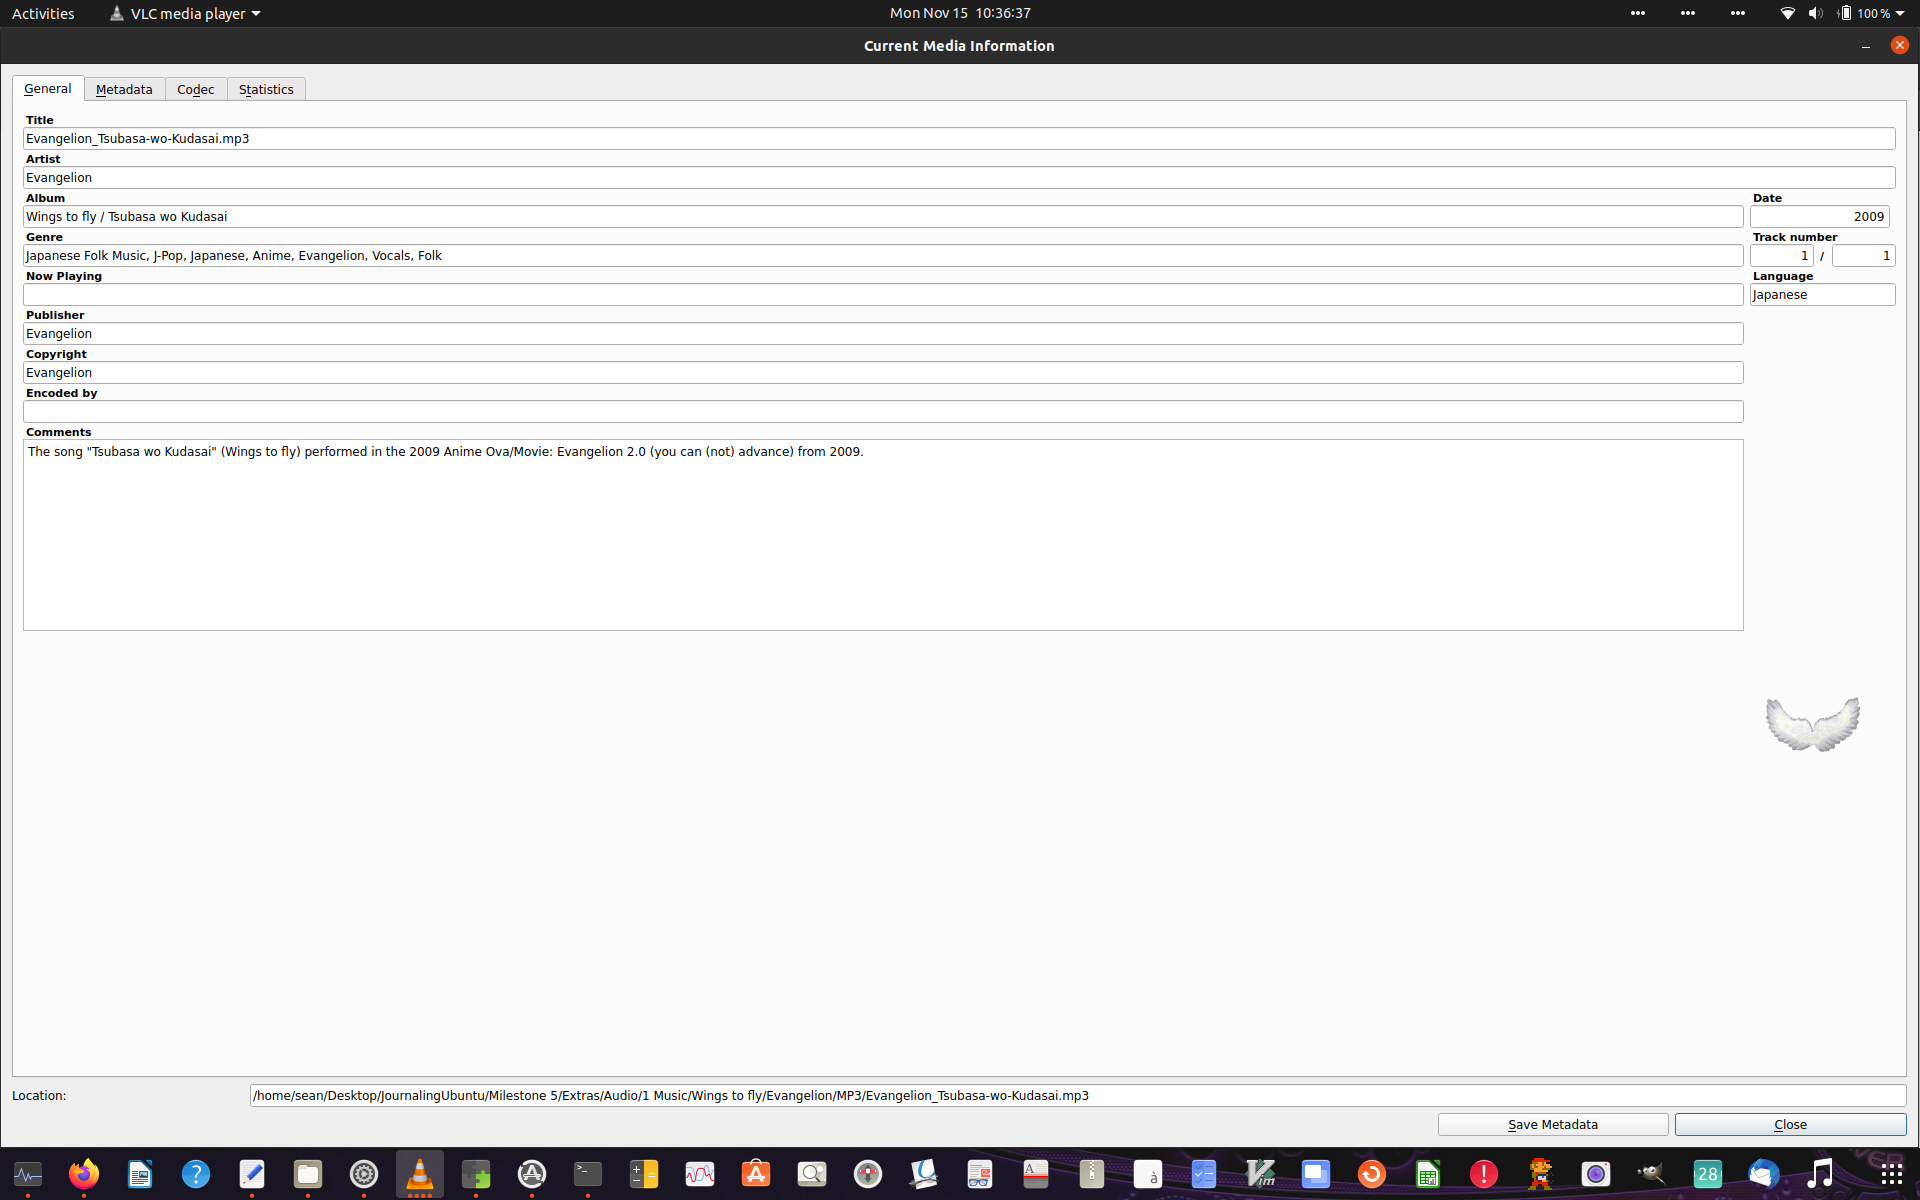 Activities
VLC media player
Mon Nov 15 10:36:37
100 %
Current Media Information
General
Metadata
Codec
Statistics
Title
Evangelion_Tsubasa-wo-Kudasai.mp3
Artist
Evangelion
Album
Date
Wings to fly / Tsubasa wo Kudasai
2009
Genre
Track number
Japanese Folk Music, J-Pop, Japanese, Anime, Evangelion, Vocals, Folk
1 / 1
Now Playing
Language
Japanese
Publisher
Evangelion
Copyright
Evangelion
Encoded by
Comments
The song "Tsubasa wo Kudasai" (Wings to fly) performed in the 2009 Anime Ova/Movie: Evangelion 2.0 (you can (not) advance) from 2009.
Location:
/home/sean/Desktop/JournalingUbuntu/Milestone 5/Extras/Audio/1 Music/Wings to fly/Evangelion/MP3/Evangelion_Tsubasa-wo-Kudasai.mp3
Save Metadata
Close
28